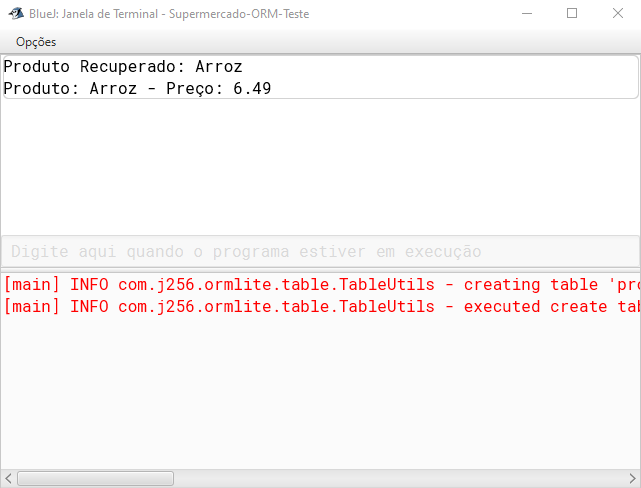 BlueJ: Janela de Terminal - Supermercado-ORM-Teste
Opções
Produto Recuperado: Arroz
Produto: Arroz - Preço: 6.49
Digite aqui quando o programa estiver em execução
[main] INFO com.j256.ormlite.table.TableUtils - creating table 'pro
[main] INFO com.j256.ormlite.table.TableUtils - executed create tab